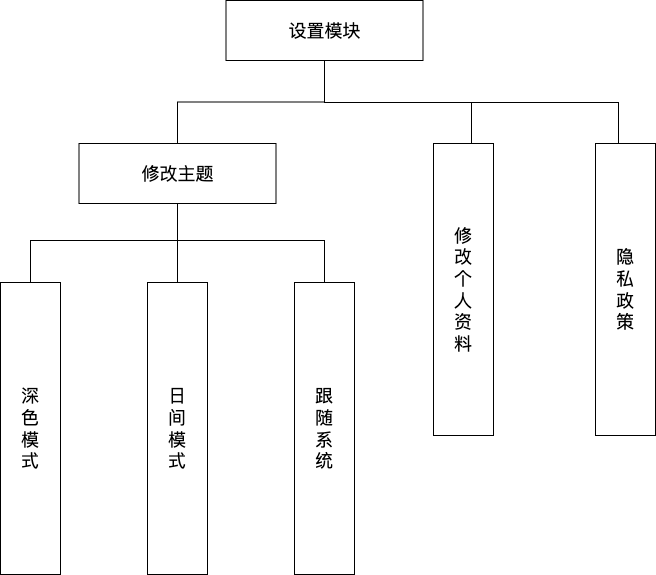 设置模块
修改主题
修改个人资料
隐私政策
深色模式
日间模式
跟随系统